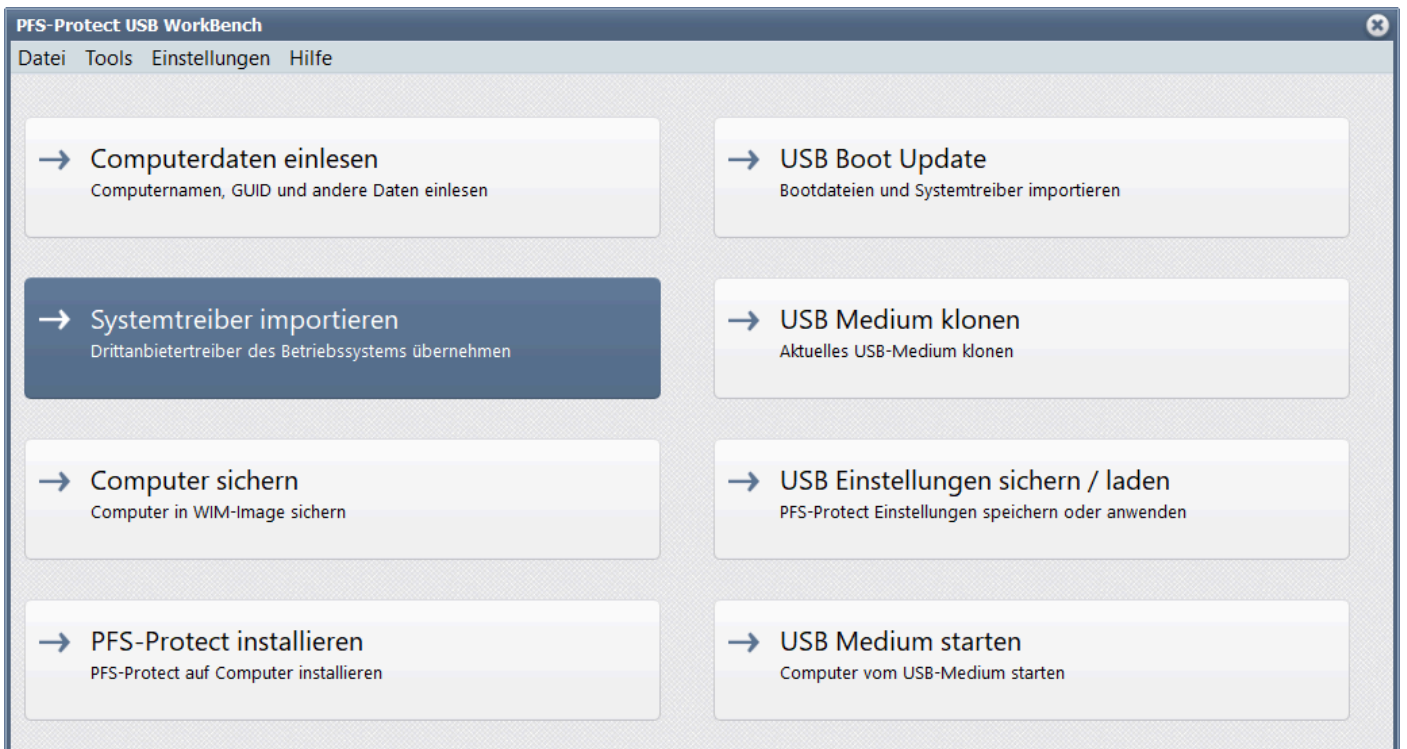 PFS-Protect USB WorkBench
Datei Tools Einstellungen Hilfe
Computerdaten einlesen
Computernamen, GUID und andere Daten einlesen
USB Boot Update
Bootdateien und Systemtreiber importieren
Systemtreiber importieren
Drittanbietertreiber des Betriebssystems übernehmen
USB Medium klonen
Aktuelles USB-Medium klonen
Computer sichern
Computer in WIM-Image sichern
USB Einstellungen sichern / laden
PFS-Protect Einstellungen speichern oder anwenden
PFS-Protect installieren
PFS-Protect auf Computer installieren
USB Medium starten
Computer vom USB-Medium starten